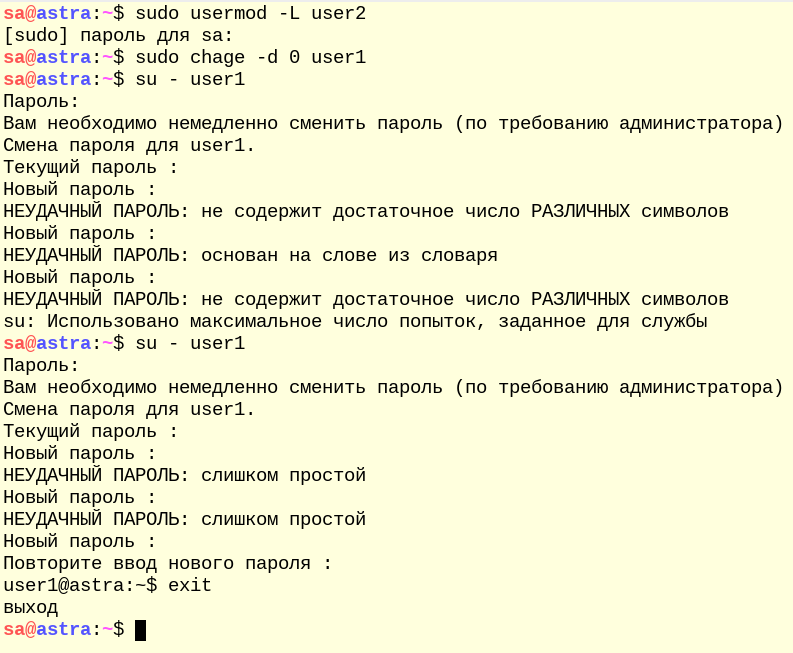 sa@astra:~$ sudo usermod -L user2
[sudo] пароль для sa:
sa@astra:~$ sudo chage -d 0 user1
sa@astra:~$ su - user1
Пароль:
Вам необходимо немедленно сменить пароль (по требованию администратора)
Смена пароля для user1.
Текущий пароль :
Новый пароль :
НЕУДАЧНЫЙ ПАРОЛЬ: не содержит достаточное число РАЗЛИЧНЫХ символов
Новый пароль :
НЕУДАЧНЫЙ ПАРОЛЬ: основан на слове из словаря
Новый пароль :
НЕУДАЧНЫЙ ПАРОЛЬ: не содержит достаточное число РАЗЛИЧНЫХ символов
su: Использовано максимальное число попыток, заданное для службы
sa@astra:~$ su - user1
Пароль:
Вам необходимо немедленно сменить пароль (по требованию администратора)
Смена пароля для user1.
Текущий пароль :
Новый пароль :
НЕУДАЧНЫЙ ПАРОЛЬ: слишком простой
Новый пароль :
НЕУДАЧНЫЙ ПАРОЛЬ: слишком простой
Новый пароль :
Повторите ввод нового пароля :
user1@astra:~$ exit
выход
sa@astra:~$